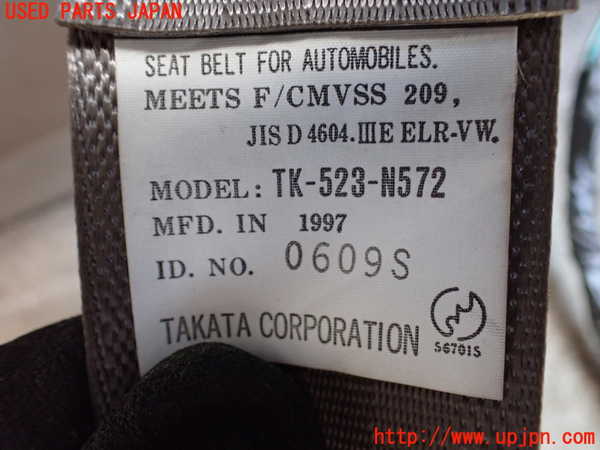 USED PARTS JAPAN
SEAT BELT FOR AUTOMOBILES.
MEETS F/CMVSS 209,
JIS D 4604.ⅢE ELR-VW.
MODEL: TK-523-N572
MFD. IN 1997
ID. NO. 0609S
TAKATA CORPORATION
S6701S
http://www.upjpn.com/